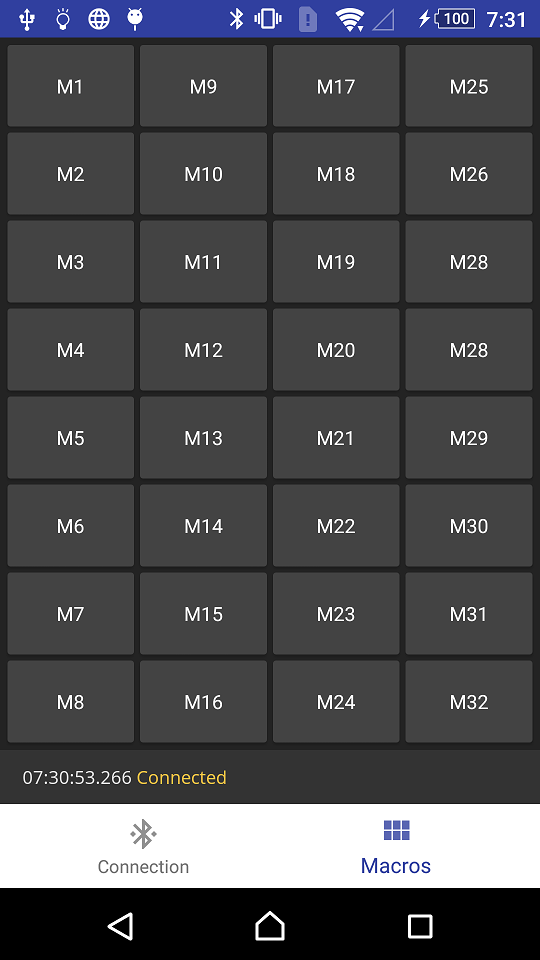 100 7:31
M1 M9 M17 M25
M2 M10 M18 M26
M3 M11 M19 M28
M4 M12 M20 M28
M5 M13 M21 M29
M6 M14 M22 M30
M7 M15 M23 M31
M8 M16 M24 M32
07:30:53.266 Connected
Connection Macros